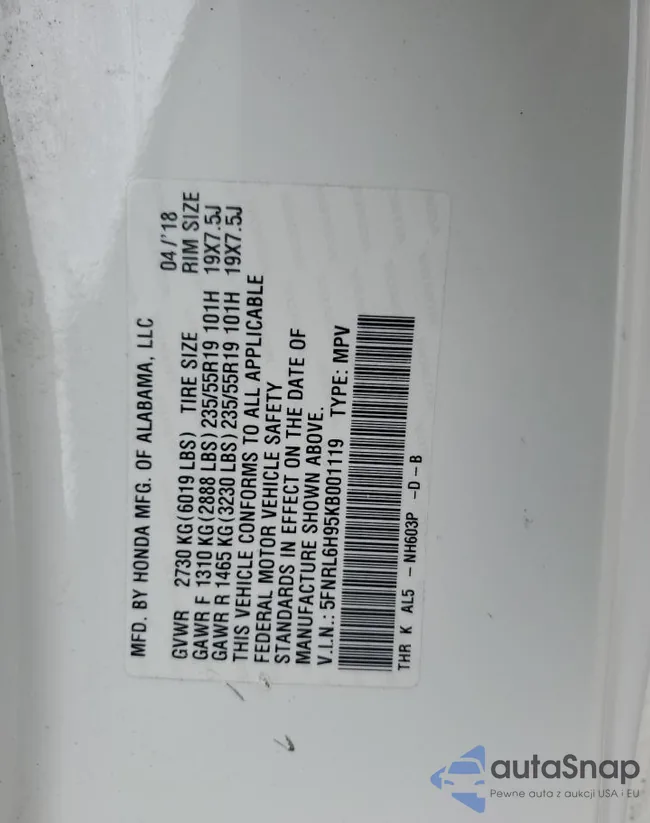 MFD. BY HONDA MFG. OF ALABAMA, LLC 04/'18
GVWR 2730 KG(6019 LBS) TIRE SIZE RIM SIZE
GAWR F 1310 KG(2888 LBS)235/55R19 101H 19X7.5J
GAWR R 1465 KG(3230 LBS)235/55R19 101H 19X7.5J
THIS VEHICLE CONFORMS TO ALL APPLICABLE
FEDERAL MOTOR VEHICLE SAFETY
STANDARDS IN EFFECT ON THE DATE OF
MANUFACTURE SHOWN ABOVE.
V.I.N.:5FNRL6H95KB001119 TYPE: MPV
THR K AL5 - NH603P -D-B
autaSnap
Pewne auta z aukcji USA i EU